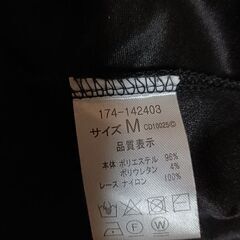 174-142403
サイズ M CD10025(C)
品質表示
本体 ポリエステル 96%
ポリウレタン 4%
レース ナイロン 100%